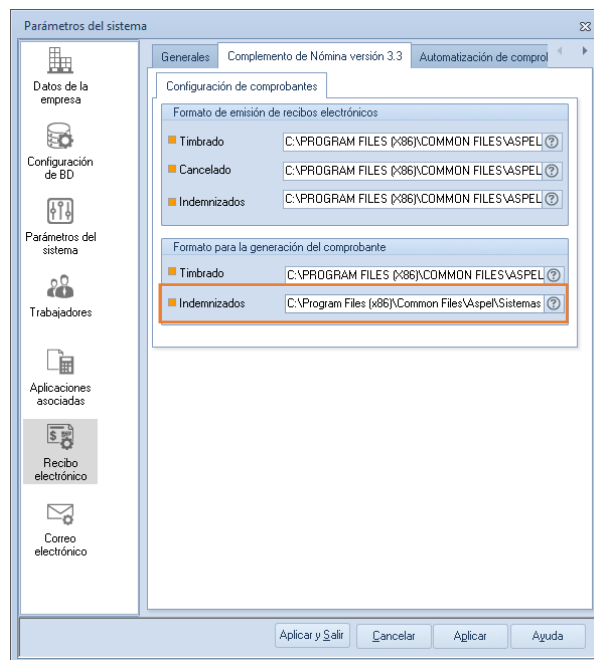 Parámetros del sistema
Datos de la
empresa
Configuración
de BD
Parámetros del
sistema
Trabajadores
Aplicaciones
asociadas
Recibo
electrónico
Correo
electrónico
Generales
Complemento de Nómina versión 3.3
Automatización de comprol
Configuración de comprobantes
Formato de emisión de recibos electrónicos
Timbrado C:\PROGRAM FILES (X86)\COMMON FILES\ASPEL
Cancelado C:\PROGRAM FILES (X86)\COMMON FILES\ASPEL
Indemnizados C:\PROGRAM FILES (X86)\COMMON FILES\ASPEL
Formato para la generación del comprobante
Timbrado C:\PROGRAM FILES (X86)\COMMON FILES\ASPEL
Indemnizados C:\Program Files (x86)\Common Files\Aspel\Sistemas
Aplicar y Salir
Cancelar
Aplicar
Ayuda